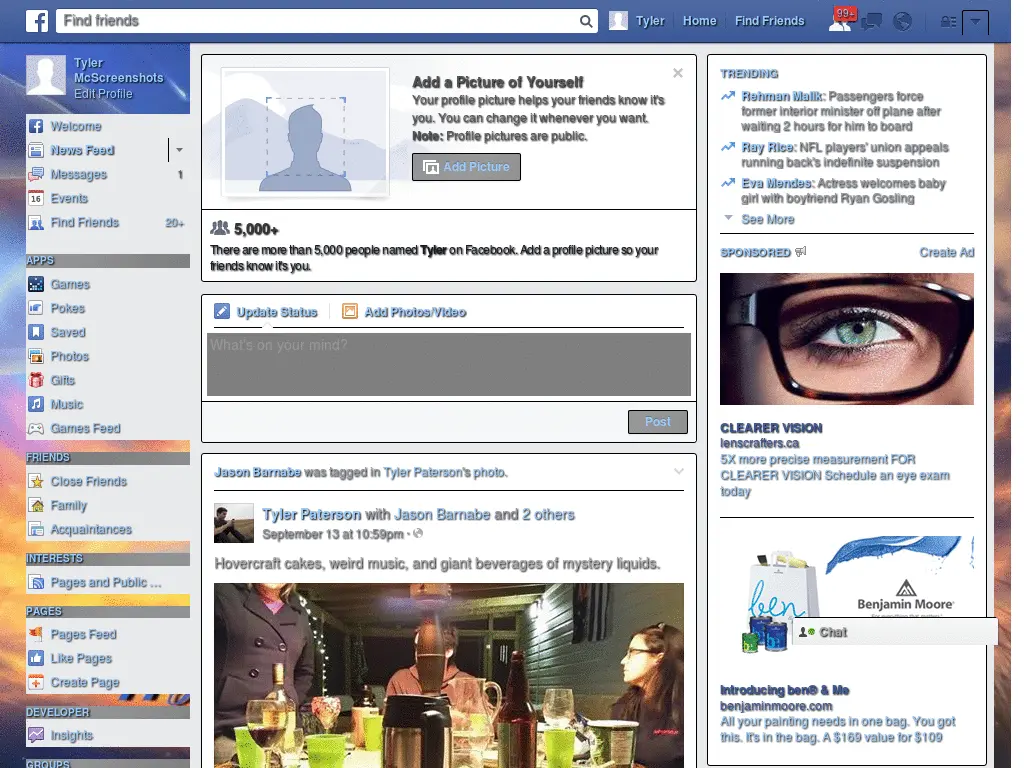 Find friends
Tyler
Home
Find Friends
99+
Tyler
McScreenshots
Edit Profile
Welcome
News Feed
Messages
1
16
Events
Find Friends
20+
APPS
Games
Pokes
Saved
Photos
Gifts
Music
Games Feed
FRIENDS
Close Friends
Family
Acquaintances
INTERESTS
Pages and Public ...
PAGES
Pages Feed
Like Pages
Create Page
DEVELOPER
Insights
GROUPS
Add a Picture of Yourself
Your profile picture helps your friends know it's
you. You can change it whenever you want.
Note: Profile pictures are public.
Add Picture
5,000+
There are more than 5,000 people named Tyler on Facebook. Add a profile picture so your
friends know it's you.
Update Status
Add Photos/Video
What's on your mind?
Post
Jason Barnabe was tagged in Tyler Paterson's photo.
Tyler Paterson with Jason Barnabe and 2 others
September 13 at 10:59pm ·
Hovercraft cakes, weird music, and giant beverages of mystery liquids.
TRENDING
Rehman Malik: Passengers force
former interior minister off plane after
waiting 2 hours for him to board
Ray Rice: NFL players' union appeals
running back's indefinite suspension
Eva Mendes: Actress welcomes baby
girl with boyfriend Ryan Gosling
See More
SPONSORED
Create Ad
CLEARER VISION
lenscrafters.ca
5X more precise measurement FOR
CLEARER VISION Schedule an eye exam
today
ben
Benjamin Moore®
Chat
Introducing ben® & Me
benjaminmoore.com
All your painting needs in one bag. You got
this. It's in the bag. A $169 value for $109